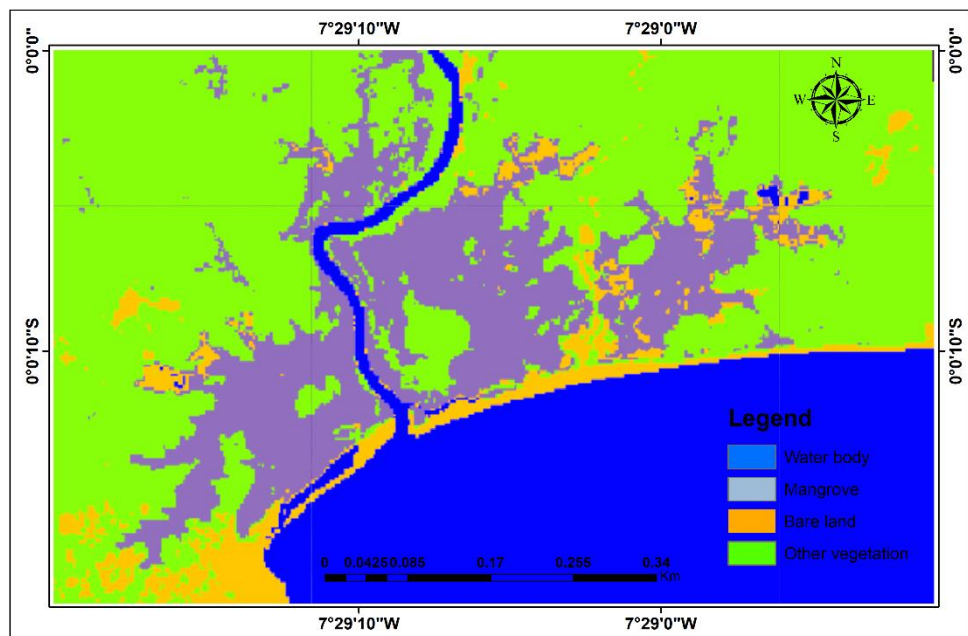 7°29'10"W 7°29'0"W
0°0'0" 0°0'0"S
N
W E
S
0°0'10"S 0°0'10"S
Legend
Water body
Mangrove
Bare land
Other vegetation
0 0.0425 0.085 0.17 0.255 0.34
Km
7°29'10"W 7°29'0"W